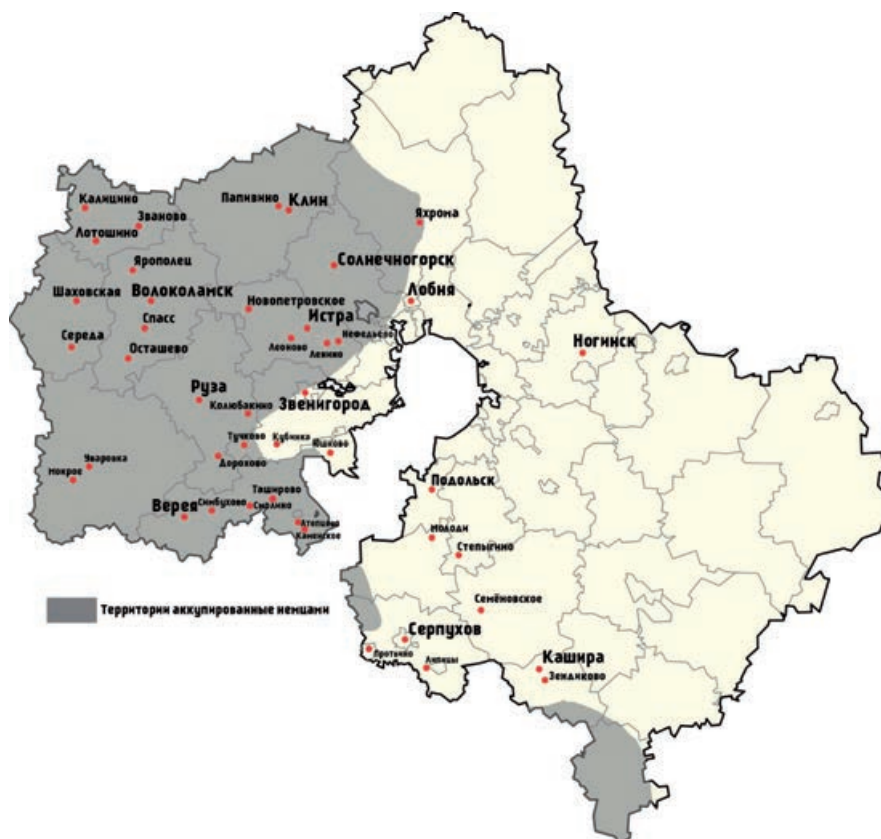 Калицино
Званово
Лотошино
Папивино
Клин
Яхрома
Ярополец
Солнечногорск
Шаховская
Волоколамск
Новопетровское
Лобня
Спасс
Истра
Нефедьево
Середа
Леоново
Ленино
Осташево
Ногинск
Руза
Звенигород
Колюбакино
Тучково
Кубинка
Юшково
Дорохово
Уваровка
Мокрое
Таширово
Подольск
Верея
Симбухово
Смолино
Атепцево
Каменское
Молоди
Степыгино
Территории аккупированные немцами
Семёновское
Серпухов
Протвино
Липицы
Кашира
Зендиково